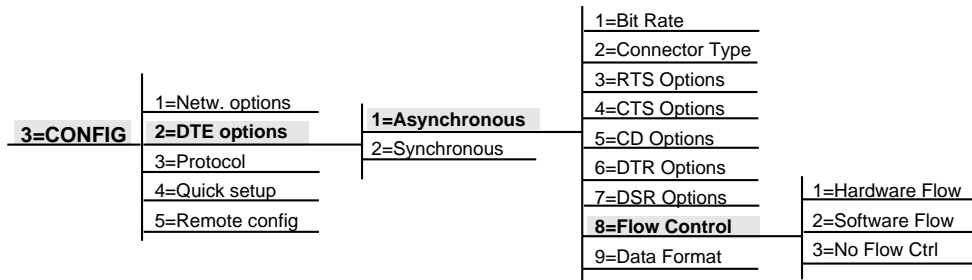 3=CONFIG
1=Netw. options
2=DTE options
3=Protocol
4=Quick setup
5=Remote config
1=Asynchronous
2=Synchronous
1=Bit Rate
2=Connector Type
3=RTS Options
4=CTS Options
5=CD Options
6=DTR Options
7=DSR Options
8=Flow Control
9=Data Format
1=Hardware Flow
2=Software Flow
3=No Flow Ctrl